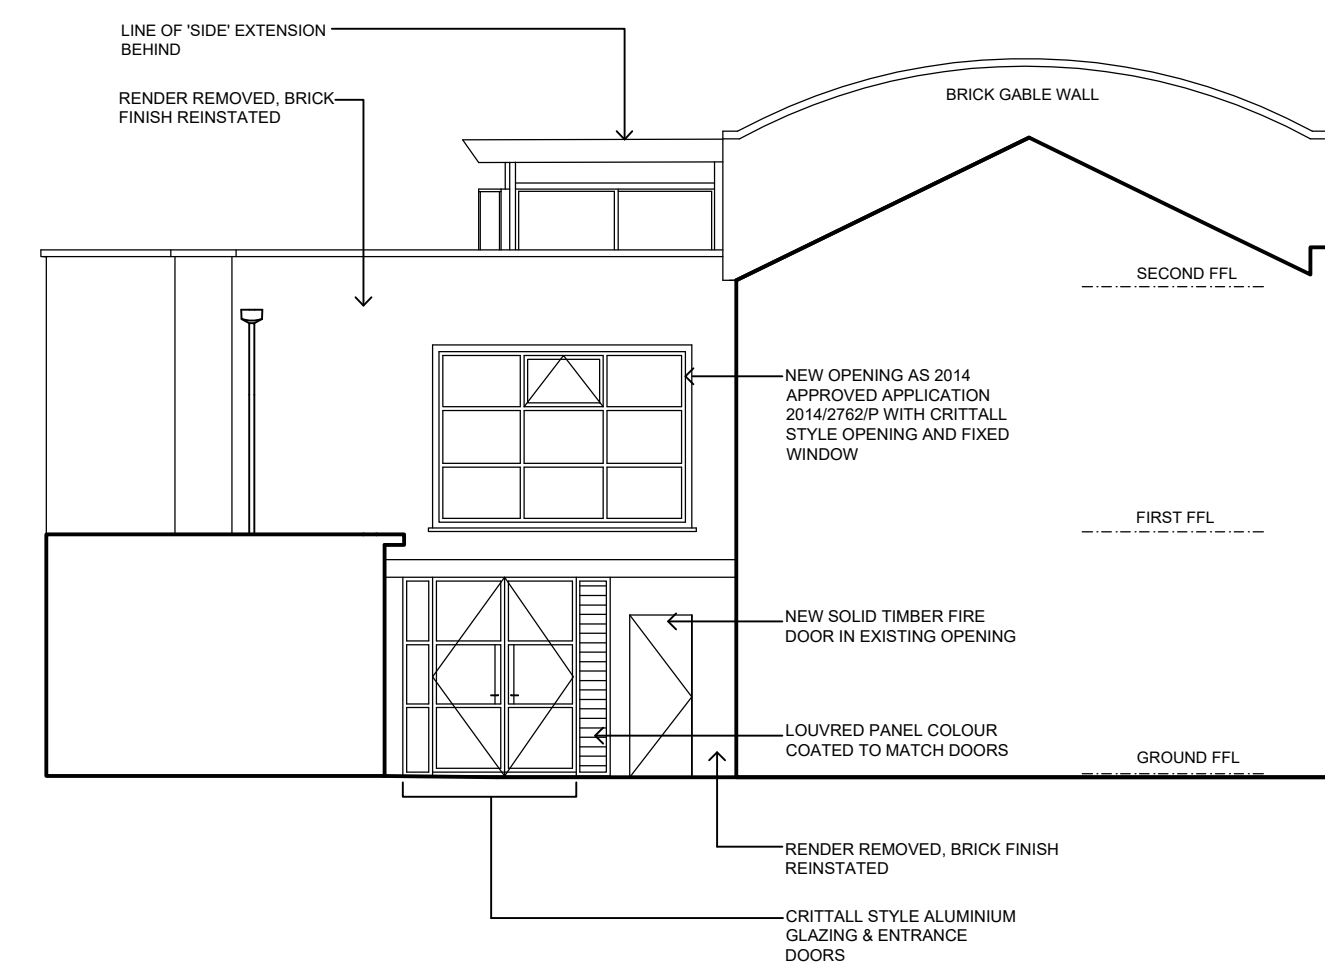 LINE OF 'SIDE' EXTENSION
BEHIND
RENDER REMOVED, BRICK
FINISH REINSTATED
BRICK GABLE WALL
SECOND FFL
NEW OPENING AS 2014
APPROVED APPLICATION
2014/2762/P WITH CRITTALL
STYLE OPENING AND FIXED
WINDOW
FIRST FFL
NEW SOLID TIMBER FIRE
DOOR IN EXISTING OPENING
LOUVRED PANEL COLOUR
COATED TO MATCH DOORS
GROUND FFL
RENDER REMOVED, BRICK FINISH
REINSTATED
CRITTALL STYLE ALUMINIUM
GLAZING & ENTRANCE
DOORS